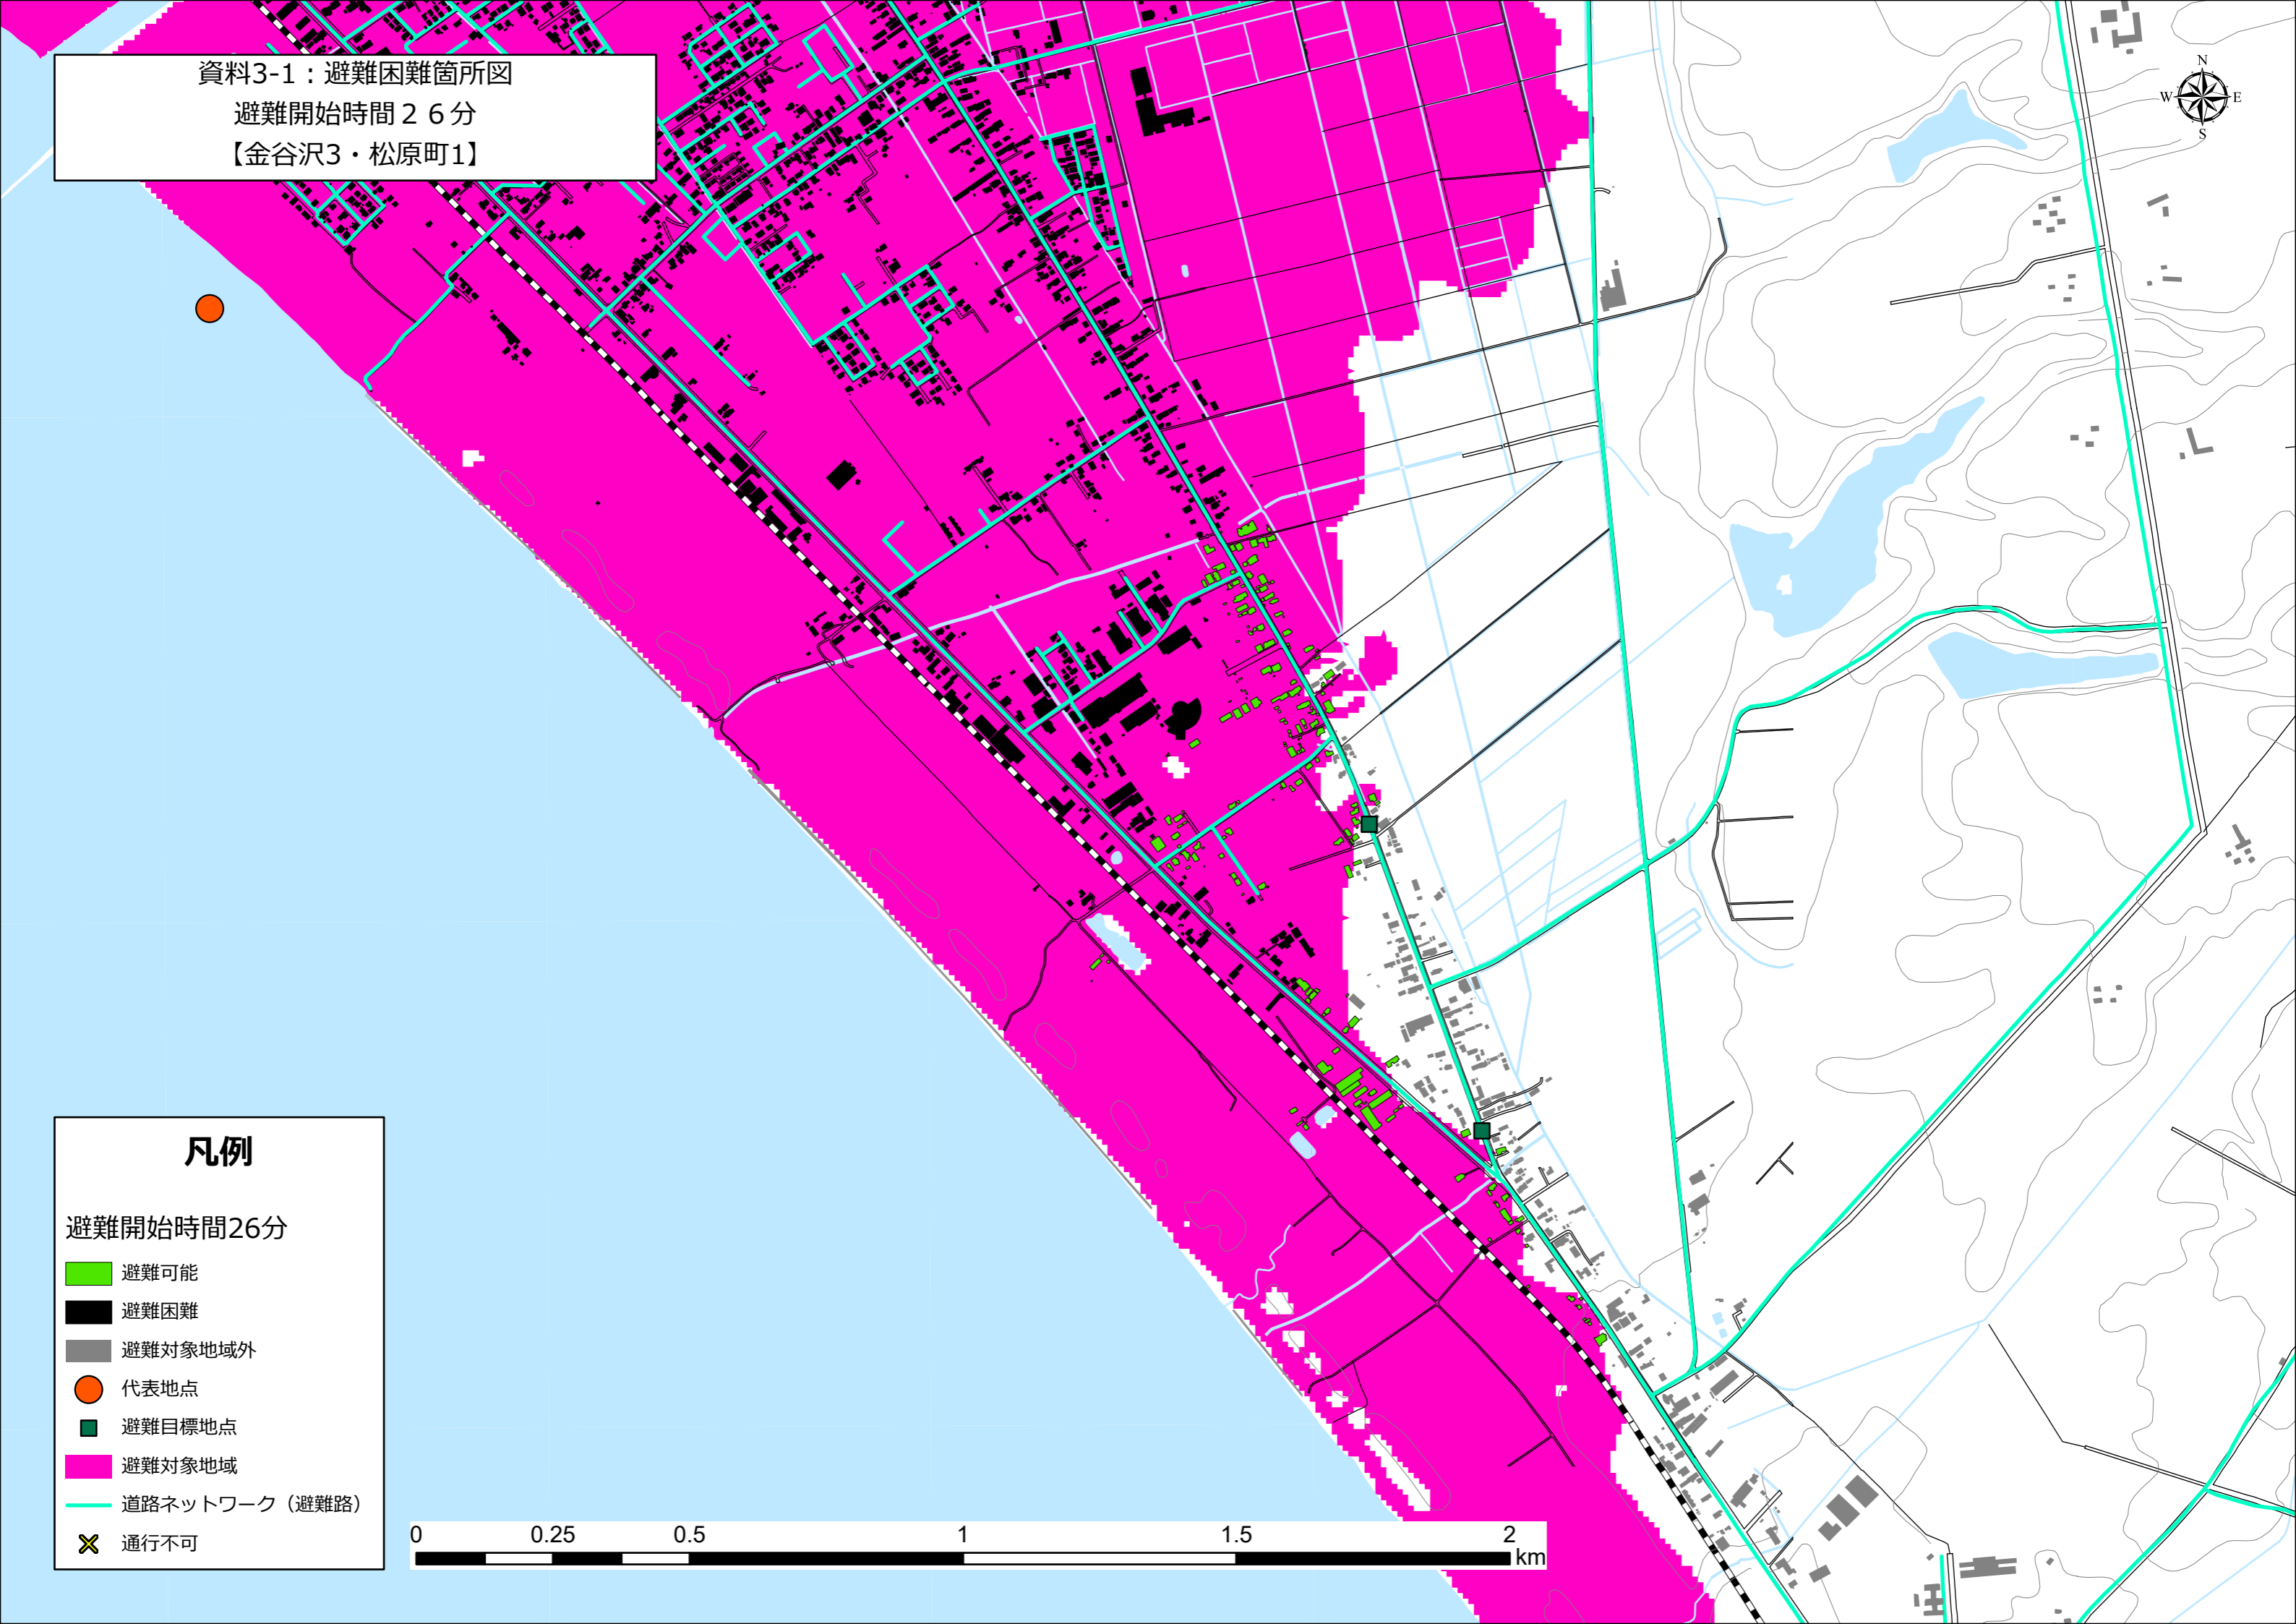 資料3-1：避難困難箇所図
避難開始時間２６分
【金谷沢3・松原町1】
N
W E
S
凡例
避難開始時間26分
避難可能
避難困難
避難対象地域外
代表地点
避難目標地点
避難対象地域
道路ネットワーク（避難路）
通行不可
0 0.25 0.5 1 1.5 2
km